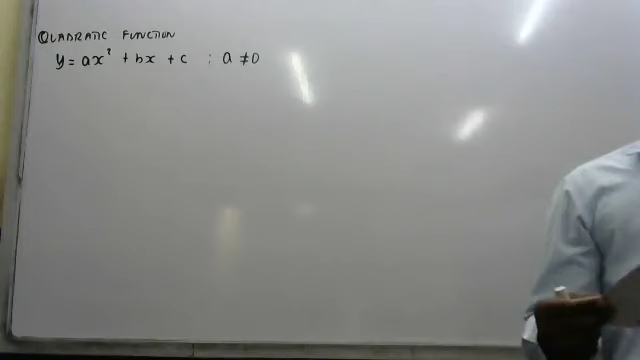 QUADRATIC FUNCTION
y = ax² + bx + c : a ≠ 0